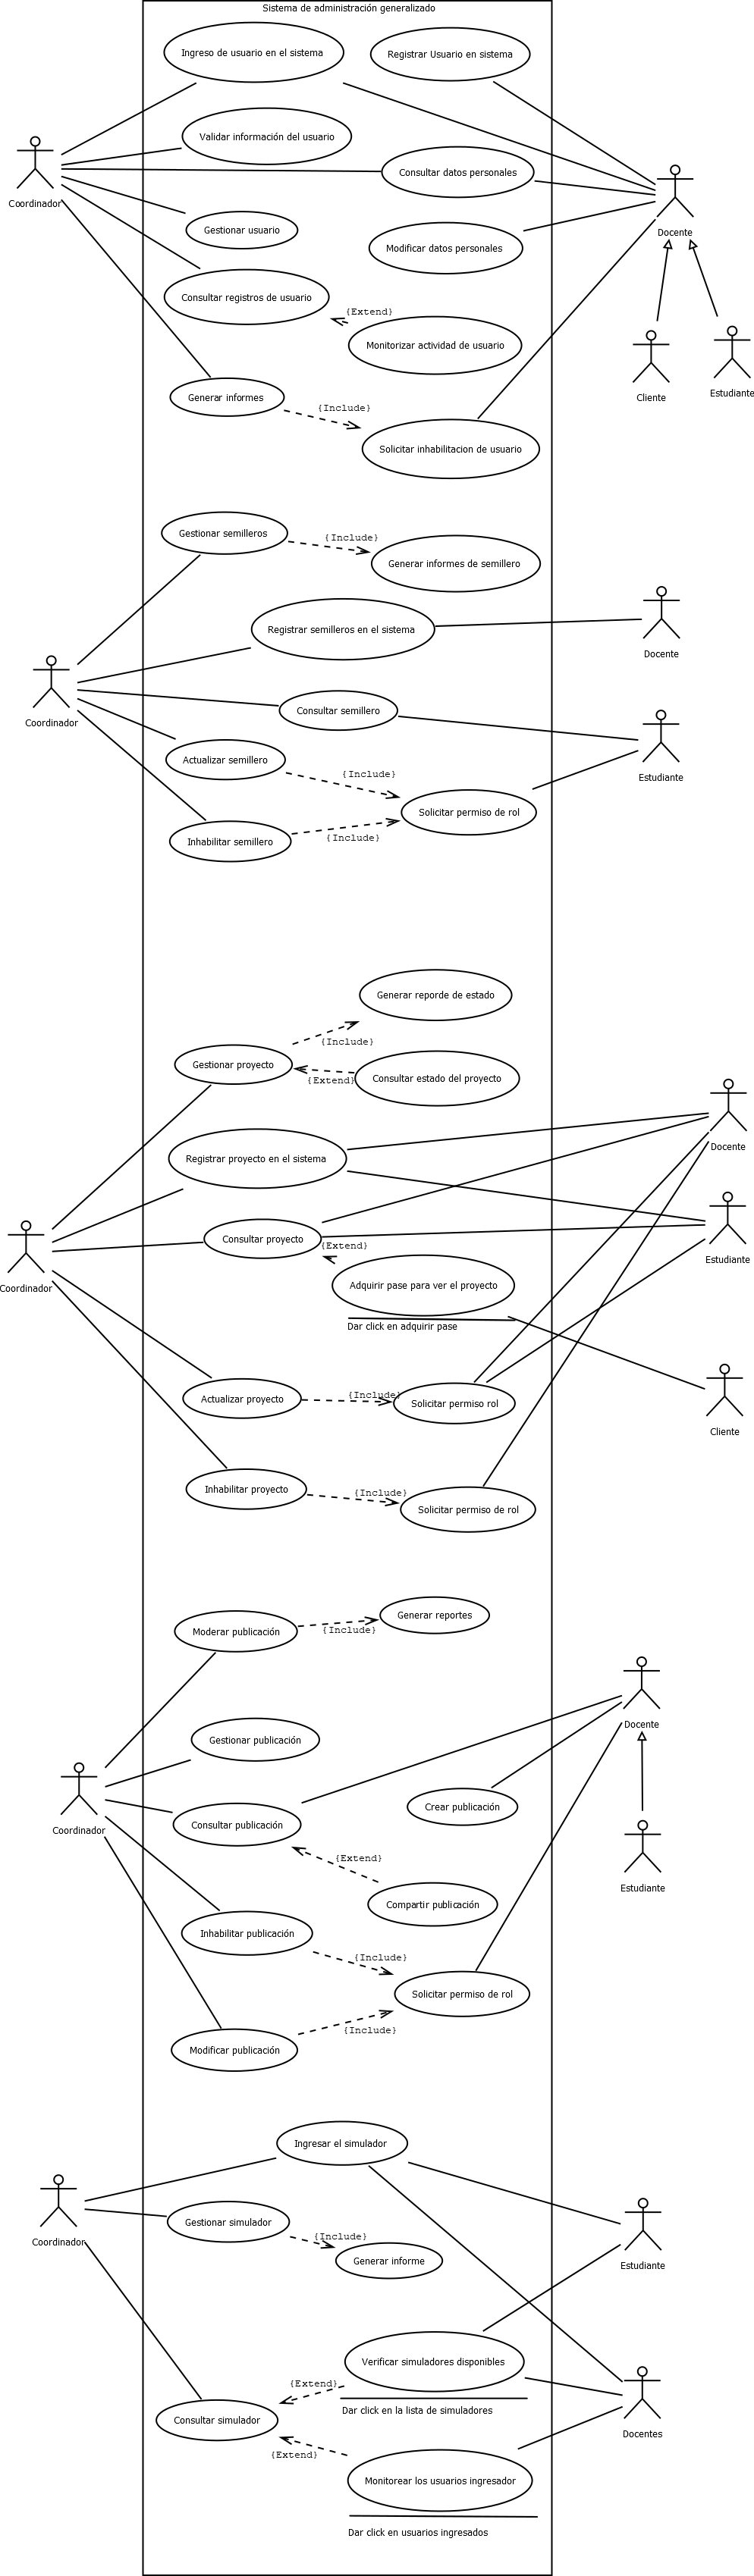 Sistema de administración generalizado
Ingreso de usuario en el sistema
Registrar Usuario en sistema
Validar información del usuario
Consultar datos personales
Coordinador
Gestionar usuario
Docente
Modificar datos personales
Consultar registros de usuario
{Extend}
Monitorizar actividad de usuario
Cliente
Estudiante
Generar informes
{Include}
Solicitar inhabilitacion de usuario
Gestionar semilleros
{Include}
Generar informes de semillero
Registrar semilleros en el sistema
Docente
Coordinador
Consultar semillero
Estudiante
Actualizar semillero
{Include}
Solicitar permiso de rol
Inhabilitar semillero
{Include}
Generar reporde de estado
{Include}
Gestionar proyecto
{Extend}
Consultar estado del proyecto
Docente
Registrar proyecto en el sistema
Consultar proyecto
{Extend}
Estudiante
Coordinador
Adquirir pase para ver el proyecto
Dar click en adquirir pase
Actualizar proyecto
{Include}
Solicitar permiso rol
Cliente
Inhabilitar proyecto
{Include}
Solicitar permiso de rol
Moderar publicación
{Include}
Generar reportes
Docente
Gestionar publicación
Crear publicación
Consultar publicación
Coordinador
{Extend}
Estudiante
Compartir publicación
Inhabilitar publicación
{Include}
Solicitar permiso de rol
{Include}
Modificar publicación
Ingresar el simulador
Gestionar simulador
Coordinador
{Include}
Generar informe
Estudiante
Verificar simuladores disponibles
{Extend}
Dar click en la lista de simuladores
Consultar simulador
Docentes
{Extend}
Monitorear los usuarios ingresador
Dar click en usuarios ingresados